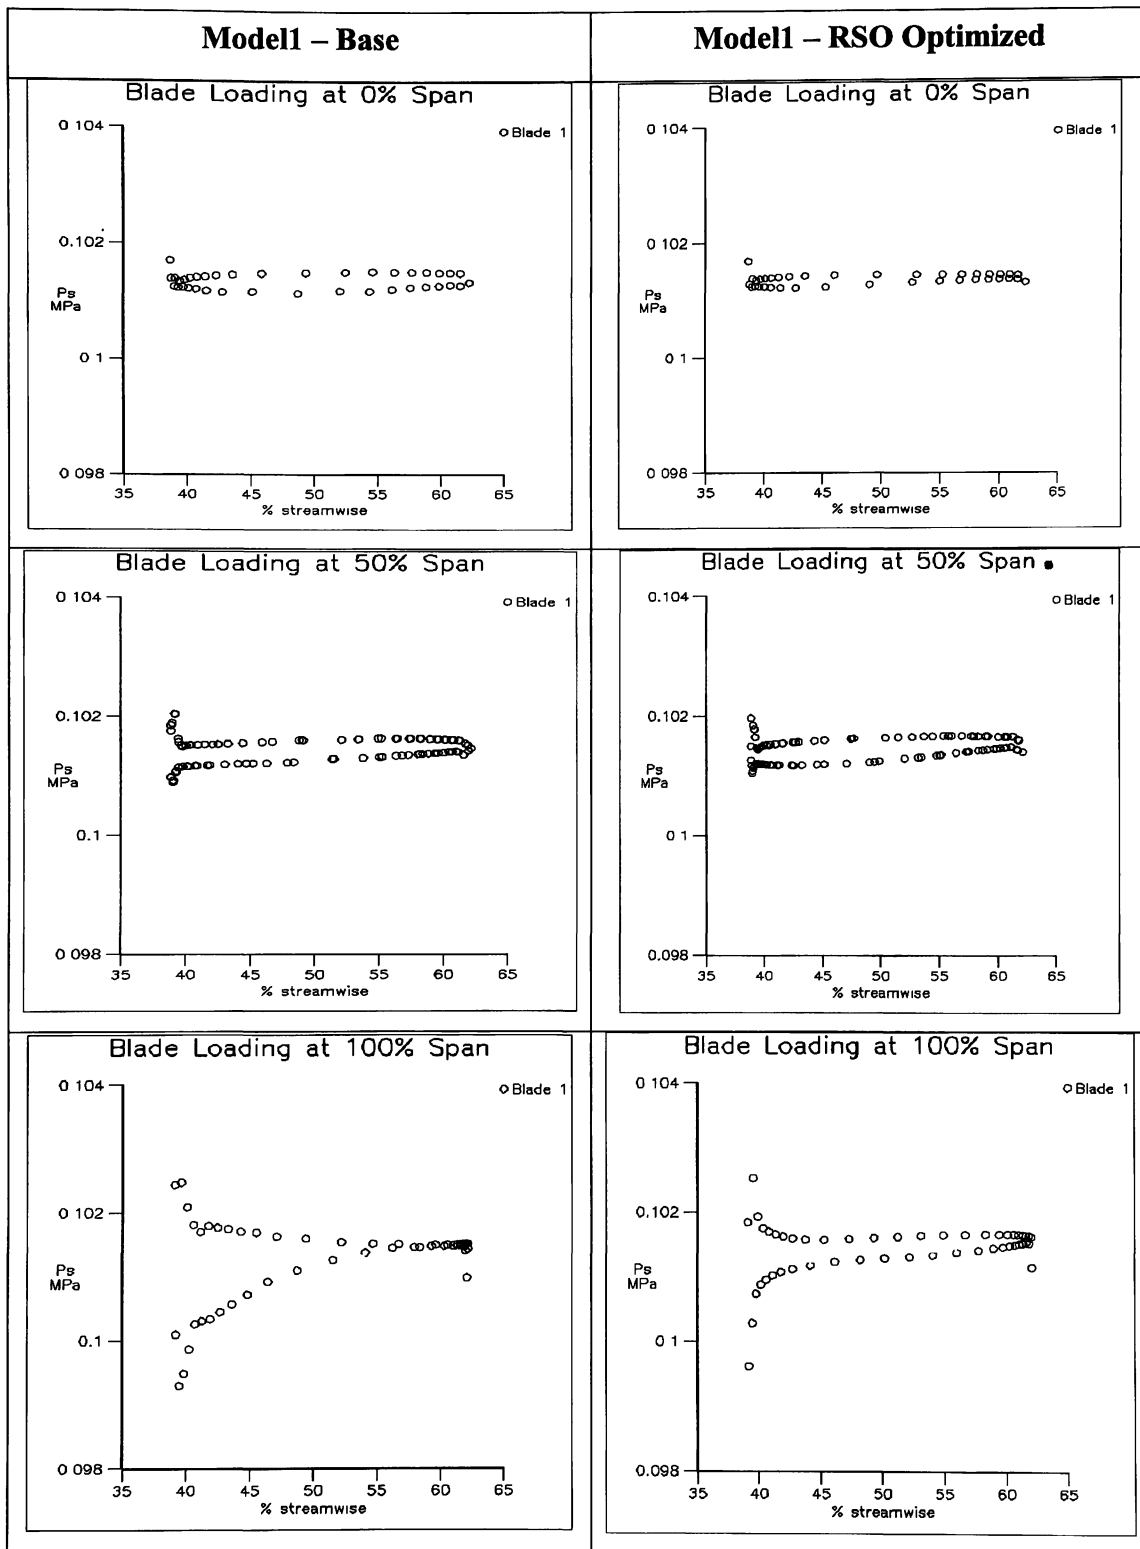 Model1 – Base
Model1 – RSO Optimized
Blade Loading at 0% Span
0 104
Blade 1
0.102
Ps
MPa
0 1
0 098
35 40 45 50 55 60 65
% streamwise
Blade Loading at 0% Span
0 104
Blade 1
0 102
Ps
MPa
0 1
0 098
35 40 45 50 55 60 65
% streamwise
Blade Loading at 50% Span
0 104
Blade 1
0.102
Ps
MPa
0.1
0 098
35 40 45 50 55 60 65
% streamwise
Blade Loading at 50% Span
0.104
Blade 1
0.102
Ps
MPa
0 1
0.098
35 40 45 50 55 60 65
% streamwise
Blade Loading at 100% Span
0 104
Blade 1
0 102
Ps
MPa
0.1
0 098
35 40 45 50 55 60 65
% streamwise
Blade Loading at 100% Span
0 104
Blade 1
0.102
Ps
MPa
0 1
0.098
35 40 45 50 55 60 65
% streamwise